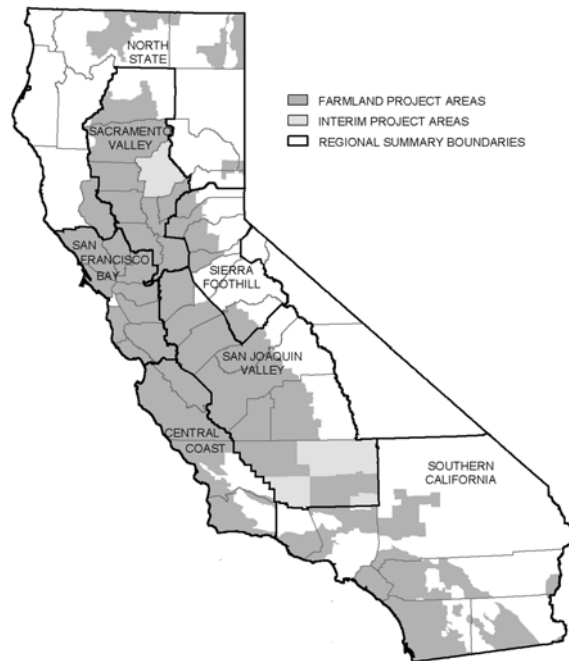 NORTH
STATE
FARMLAND PROJECT AREAS
INTERIM PROJECT AREAS
REGIONAL SUMMARY BOUNDARIES
SACRAMENTO
VALLEY
SAN
FRANCISCO
BAY
SIERRA
FOOTHILL
SAN JOAQUIN
VALLEY
CENTRAL
COAST
SOUTHERN
CALIFORNIA